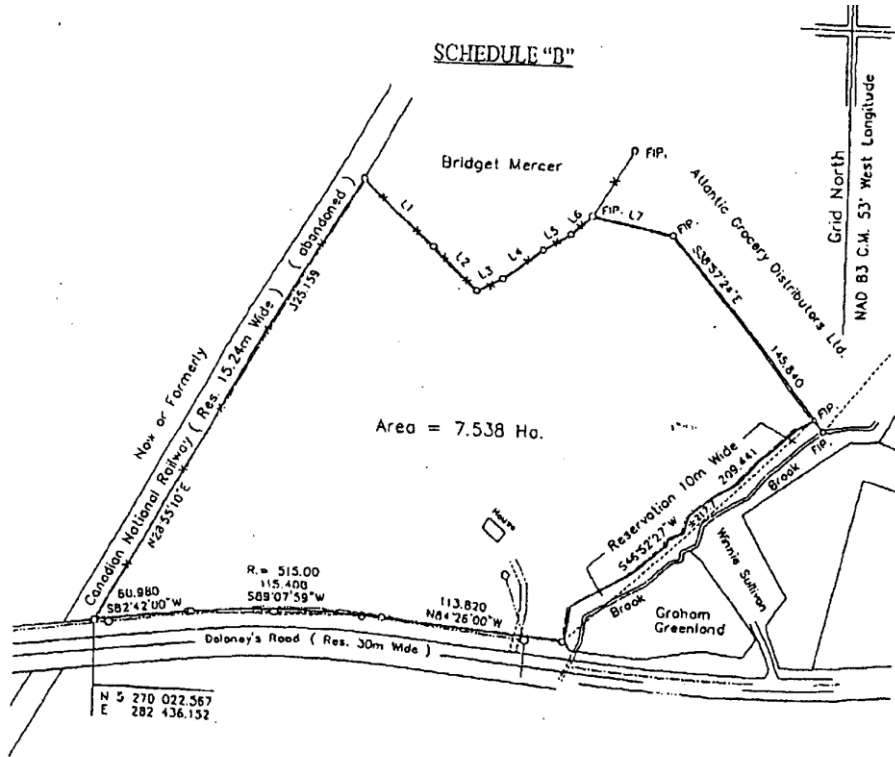 SCHEDULE "B"
Grid North
NAD 83 C.M. 53° West Longitude
Bridget Mercer
FIP.
Atlantic Grocery Distributors Ltd.
L1
L2
L3
L4
L5
L6
FIP.
L7
FIP.
S38°57'24"E
145.840
FIP.
FIP.
Now or Formerly
Canadian National Railway ( Res. 15.24m Wide ) ( abandoned )
325.159
N28°55'10"E
Area = 7.538 Ha.
Reservation 10m Wide
209.441
S46°52'27"W
±217.7
Brook
Brook
House
Winnie Sullivan
Graham
Greenland
60.980
S82°42'00"W
R.= 515.00
115.400
S89°07'59"W
113.820
N84°26'00"W
Doloney's Road ( Res. 30m Wide )
N 5 270 022.567
E 282 436.152